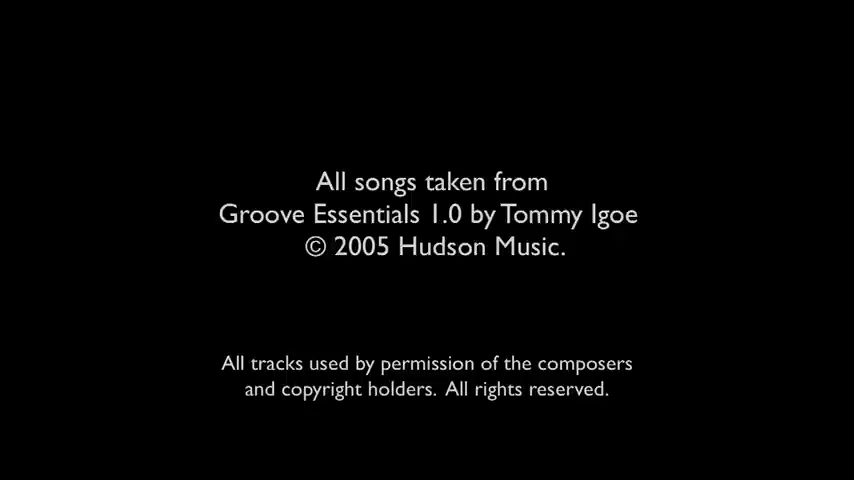 All songs taken from
Groove Essentials 1.0 by Tommy Igoe
© 2005 Hudson Music.
All tracks used by permission of the composers
and copyright holders. All rights reserved.